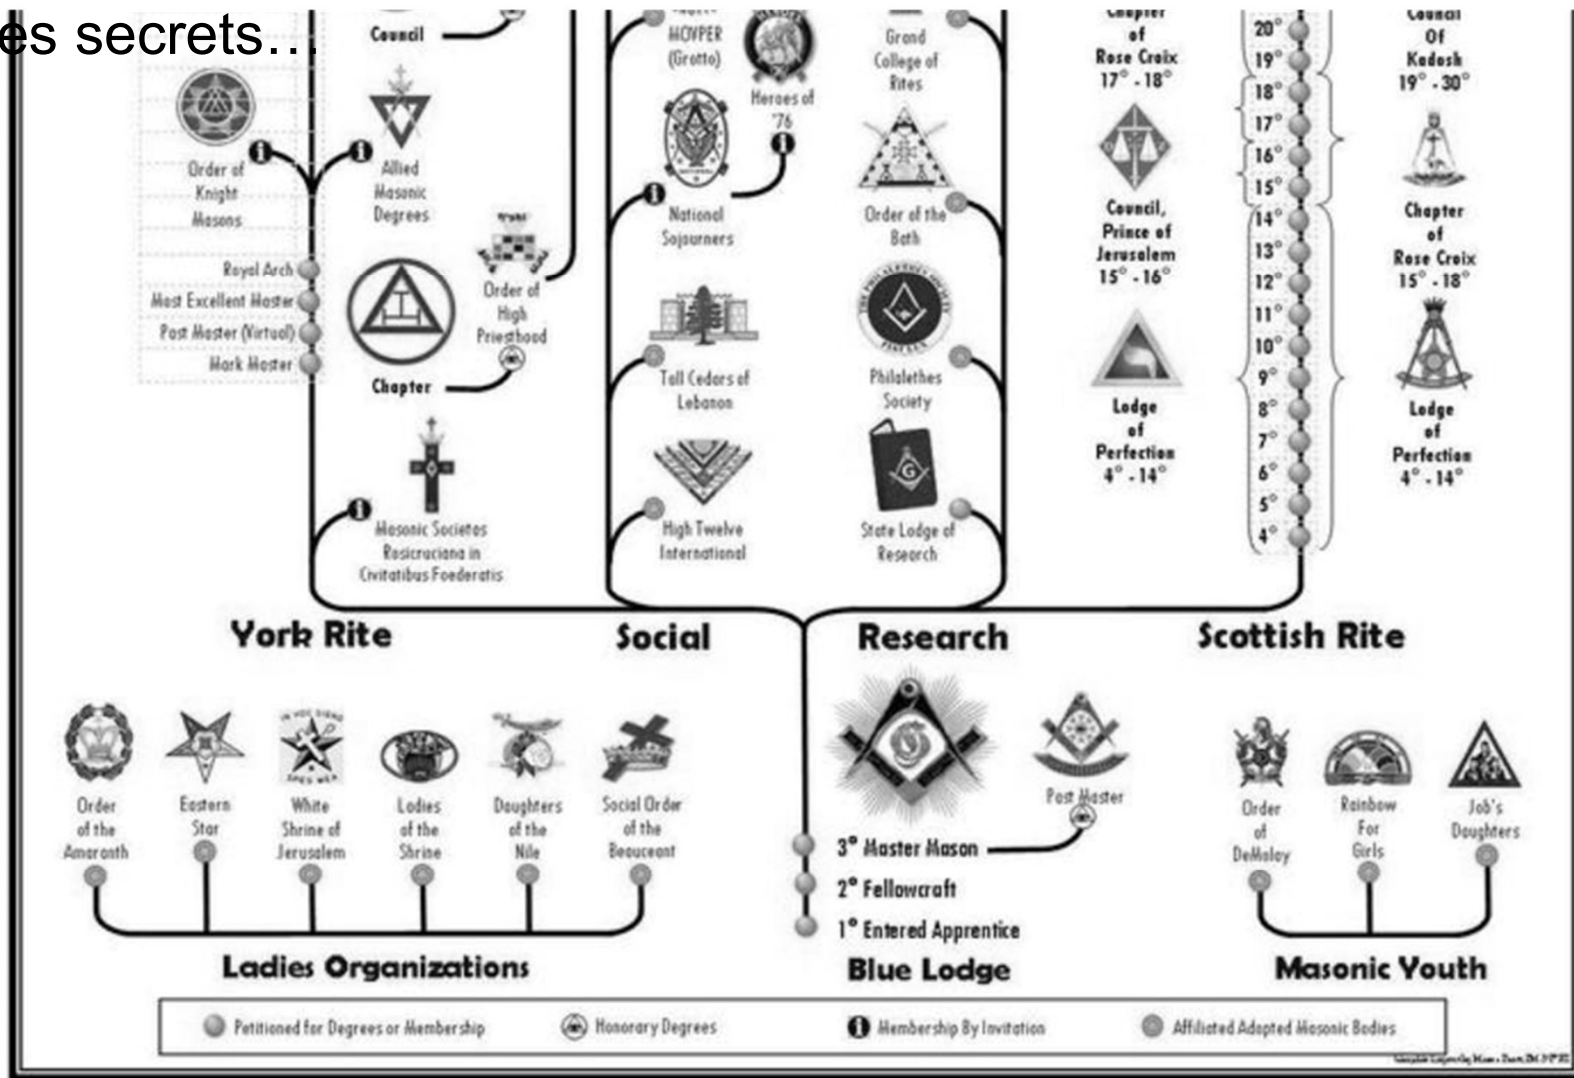 es secrets…
Council
Order of
Knight
Masons
Allied
Masonic
Degrees
Royal Arch
Most Excellent Master
Past Master (Virtual)
Mark Master
Order of
High
Priesthood
Chapter
Masonic Societas
Rosicruciana in
Civitatibus Foederatis
York Rite
HOVPER
(Grotto)
Heroes of
'76
National
Sojourners
Tall Cedars of
Lebanon
High Twelve
International
Social
Grand
College of
Rites
Order of the
Bath
THE PHILALETHES SOCIETY
Philalethes
Society
G
State Lodge of
Research
Research
Chapter
of
Rose Croix
17° - 18°
Council,
Prince of
Jerusalem
15° - 16°
Lodge
of
Perfection
4° - 14°
20°
19°
18°
17°
16°
15°
14°
13°
12°
11°
10°
9°
8°
7°
6°
5°
4°
Council
Of
Kadosh
19° - 30°
Chapter
of
Rose Croix
15° - 18°
Lodge
of
Perfection
4° - 14°
Scottish Rite
Order
of the
Amaranth
Eastern
Star
IN HOC SIGNO
SPES MEA
White
Shrine of
Jerusalem
Ladies
of the
Shrine
Daughters
of the
Nile
Social Order
of the
Beauceant
Ladies Organizations
G
Past Master
3° Master Mason
2° Fellowcraft
1° Entered Apprentice
Blue Lodge
Order
of
DeMolay
Rainbow
For
Girls
Job's
Daughters
Masonic Youth
Petitioned for Degrees or Membership
Honorary Degrees
Membership By Invitation
Affiliated Adopted Masonic Bodies